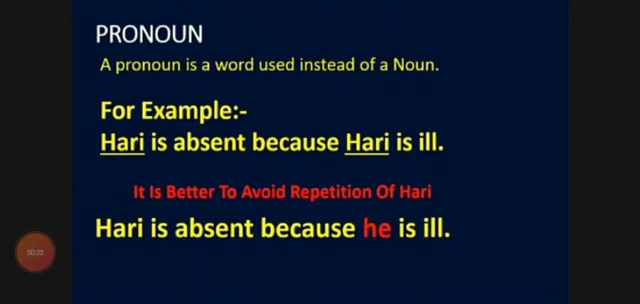 PRONOUN
A pronoun is a word used instead of a Noun.
For Example:-
Hari is absent because Hari is ill.
It Is Better To Avoid Repetition Of Hari
Hari is absent because he is ill.
00:33